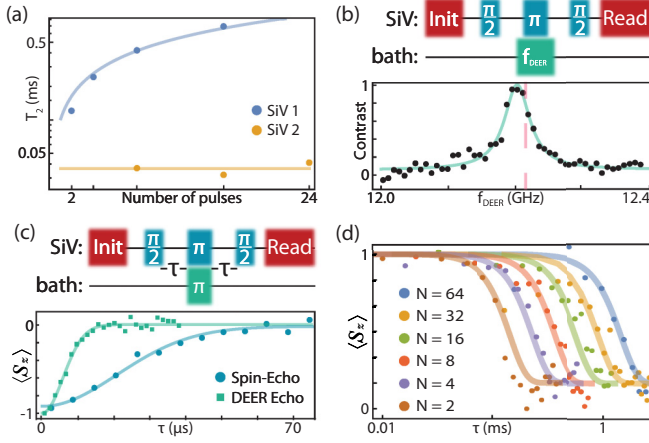 (a)
0.5
0.05
T2 (ms)
SiV 1
SiV 2
2
Number of pulses
24
(b)
SiV: Init π/2 π π/2 Read
bath: fDEER
Contrast
1
0
12.0
fDEER (GHz)
12.4
(c)
SiV: Init π/2 π π/2 Read
-τ- -τ-
bath: π
⟨Sz⟩
0
-1
Spin-Echo
DEER Echo
0
τ (μs)
70
(d)
⟨Sz⟩
1
0
N = 64
N = 32
N = 16
N = 8
N = 4
N = 2
0.01
τ (ms)
1